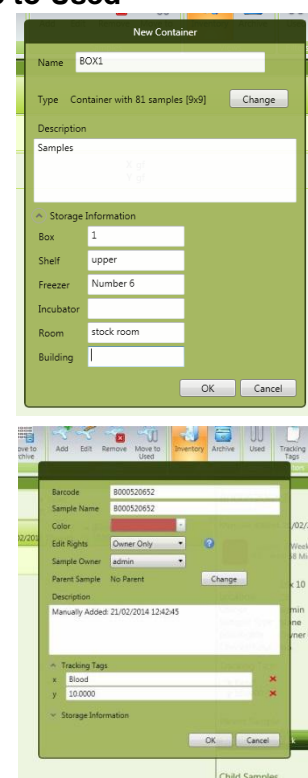 to Used
New Container
Name BOX1
Type Container with 81 samples [9x9] Change
Description
Samples
Storage Information
Box 1
Shelf upper
Freezer Number 6
Incubator
Room stock room
Building
OK Cancel
Add Edit Remove Move to Used Inventory Archive Used Tracking Tags
Barcode B000520652
Sample Name B000520652
Color
Edit Rights Owner Only
Sample Owner admin
Parent Sample No Parent Change
Description
Manually Added: 21/02/2014 12:42:45
Tracking Tags
x Blood
y 10.0000
Storage Information
OK Cancel
Child Samples